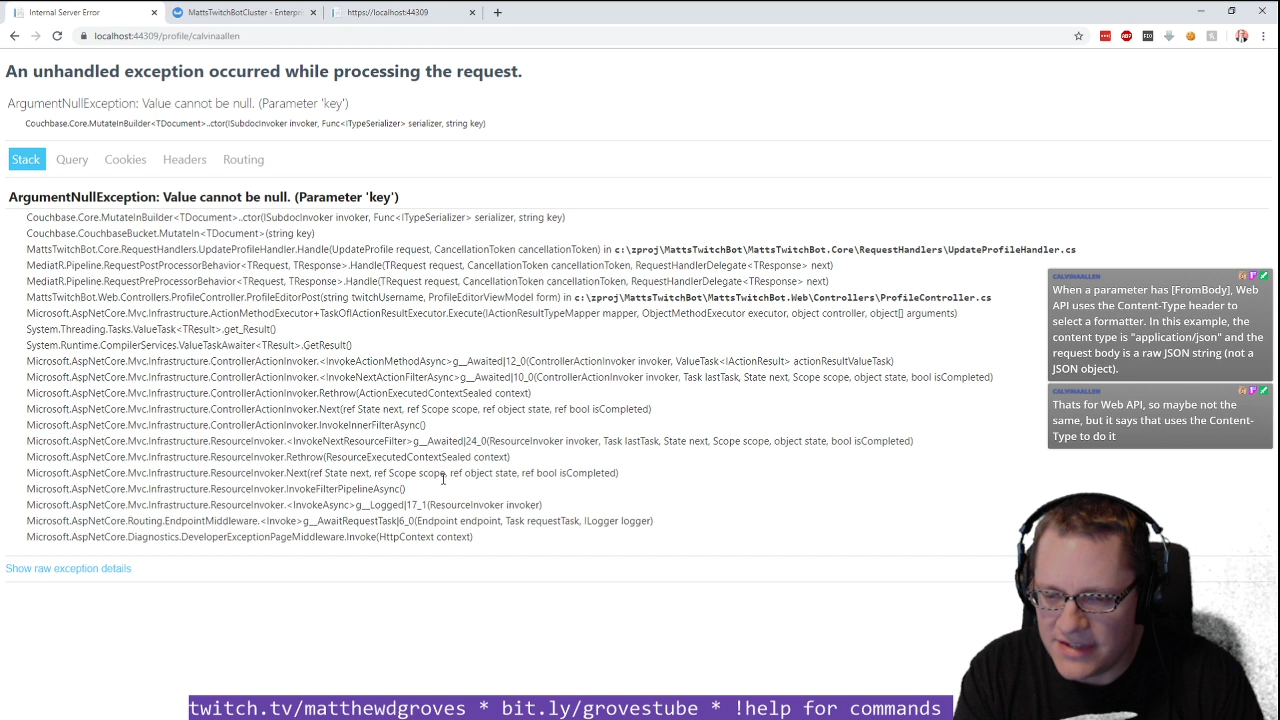 Internal Server Error
MattsTwitchBotCluster - Enterpri
https://localhost:44309
localhost:44309/profile/calvinaallen
An unhandled exception occurred while processing the request.
ArgumentNullException: Value cannot be null. (Parameter 'key')
Couchbase.Core.MutateInBuilder<TDocument>..ctor(ISubdocInvoker invoker, Func<ITypeSerializer> serializer, string key)
Stack Query Cookies Headers Routing
ArgumentNullException: Value cannot be null. (Parameter 'key')
Couchbase.Core.MutateInBuilder<TDocument>..ctor(ISubdocInvoker invoker, Func<ITypeSerializer> serializer, string key)
Couchbase.CouchbaseBucket.MutateIn<TDocument>(string key)
MattsTwitchBot.Core.RequestHandlers.UpdateProfileHandler.Handle(UpdateProfile request, CancellationToken cancellationToken) in c:\zproj\MattsTwitchBot\MattsTwitchBot.Core\RequestHandlers\UpdateProfileHandler.cs
MediatR.Pipeline.RequestPostProcessorBehavior<TRequest, TResponse>.Handle(TRequest request, CancellationToken cancellationToken, RequestHandlerDelegate<TResponse> next)
MediatR.Pipeline.RequestPreProcessorBehavior<TRequest, TResponse>.Handle(TRequest request, CancellationToken cancellationToken, RequestHandlerDelegate<TResponse> next)
MattsTwitchBot.Web.Controllers.ProfileController.ProfileEditorPost(string twitchUsername, ProfileEditorViewModel form) in c:\zproj\MattsTwitchBot\MattsTwitchBot.Web\Controllers\ProfileController.cs
Microsoft.AspNetCore.Mvc.Infrastructure.ActionMethodExecutor+TaskOfActionResultExecutor.Execute(IActionResultTypeMapper mapper, ObjectMethodExecutor executor, object controller, object[] arguments)
System.Threading.Tasks.ValueTask<TResult>.get_Result()
System.Runtime.CompilerServices.ValueTaskAwaiter<TResult>.GetResult()
Microsoft.AspNetCore.Mvc.Infrastructure.ControllerActionInvoker.<InvokeActionMethodAsync>g__Awaited|12_0(ControllerActionInvoker invoker, ValueTask<IActionResult> actionResultValueTask)
Microsoft.AspNetCore.Mvc.Infrastructure.ControllerActionInvoker.<InvokeNextActionFilterAsync>g__Awaited|10_0(ControllerActionInvoker invoker, Task lastTask, State next, Scope scope, object state, bool isCompleted)
Microsoft.AspNetCore.Mvc.Infrastructure.ControllerActionInvoker.Rethrow(ActionExecutedContextSealed context)
Microsoft.AspNetCore.Mvc.Infrastructure.ControllerActionInvoker.Next(ref State next, ref Scope scope, ref object state, ref bool isCompleted)
Microsoft.AspNetCore.Mvc.Infrastructure.ControllerActionInvoker.InvokeInnerFilterAsync()
Microsoft.AspNetCore.Mvc.Infrastructure.ResourceInvoker.<InvokeNextResourceFilter>g__Awaited|24_0(ResourceInvoker invoker, Task lastTask, State next, Scope scope, object state, bool isCompleted)
Microsoft.AspNetCore.Mvc.Infrastructure.ResourceInvoker.Rethrow(ResourceExecutedContextSealed context)
Microsoft.AspNetCore.Mvc.Infrastructure.ResourceInvoker.Next(ref State next, ref Scope scope, ref object state, ref bool isCompleted)
Microsoft.AspNetCore.Mvc.Infrastructure.ResourceInvoker.InvokeFilterPipelineAsync()
Microsoft.AspNetCore.Mvc.Infrastructure.ResourceInvoker.<InvokeAsync>g__Logged|17_1(ResourceInvoker invoker)
Microsoft.AspNetCore.Routing.EndpointMiddleware.<Invoke>g__AwaitRequestTask|6_0(Endpoint endpoint, Task requestTask, ILogger logger)
Microsoft.AspNetCore.Diagnostics.DeveloperExceptionPageMiddleware.Invoke(HttpContext context)
Show raw exception details
CALVINAALLEN
When a parameter has [FromBody], Web
API uses the Content-Type header to
select a formatter. In this example, the
content type is "application/json" and the
request body is a raw JSON string (not a
JSON object).
CALVINAALLEN
Thats for Web API, so maybe not the
same, but it says that uses the Content-
Type to do it
twitch.tv/matthewdgroves * bit.ly/grovestube * !help for commands